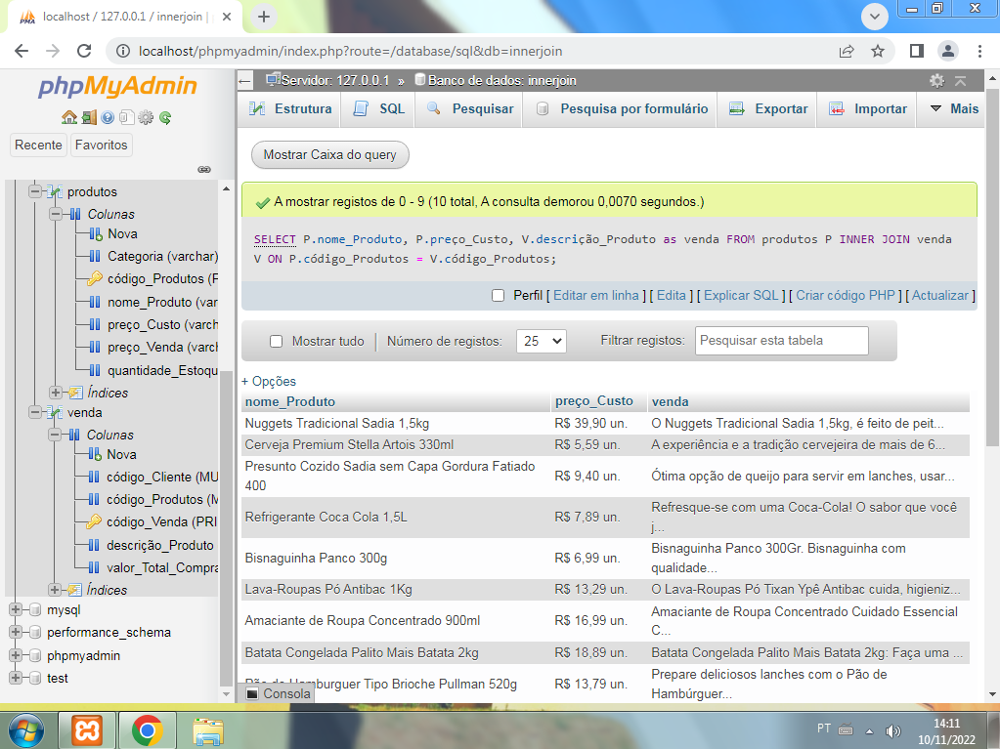 localhost / 127.0.0.1 / innerjoin |
localhost/phpmyadmin/index.php?route=/database/sql&db=innerjoin
phpMyAdmin
Recente Favoritos
produtos
Colunas
Nova
Categoria (varchar)
código_Produtos (P
nome_Produto (var
preço_Custo (varch
preço_Venda (varch
quantidade_Estoqu
Índices
venda
Colunas
Nova
código_Cliente (MU
código_Produtos (M
código_Venda (PRI
descrição_Produto
valor_Total_Compra
Índices
mysql
performance_schema
phpmyadmin
test
Servidor: 127.0.0.1 » Banco de dados: innerjoin
Estrutura SQL Pesquisar Pesquisa por formulário Exportar Importar Mais
Mostrar Caixa do query
A mostrar registos de 0 - 9 (10 total, A consulta demorou 0,0070 segundos.)
SELECT P.nome_Produto, P.preço_Custo, V.descrição_Produto as venda FROM produtos P INNER JOIN venda
V ON P.código_Produtos = V.código_Produtos;
Perfil [ Editar em linha ] [ Edita ] [ Explicar SQL ] [ Criar código PHP ] [ Actualizar ]
Mostrar tudo Número de registos: 25 Filtrar registos: Pesquisar esta tabela
+ Opções
nome_Produto preço_Custo venda
Nuggets Tradicional Sadia 1,5kg R$ 39,90 un. O Nuggets Tradicional Sadia 1,5kg, é feito de peit...
Cerveja Premium Stella Artois 330ml R$ 5,59 un. A experiência e a tradição cervejeira de mais de 6...
Presunto Cozido Sadia sem Capa Gordura Fatiado
400 R$ 9,40 un. Ótima opção de queijo para servir em lanches, usar...
Refrigerante Coca Cola 1,5L R$ 7,89 un. Refresque-se com uma Coca-Cola! O sabor que você
j...
Bisnaguinha Panco 300g R$ 6,99 un. Bisnaguinha Panco 300Gr. Bisnaguinha com
qualidade...
Lava-Roupas Pó Antibac 1Kg R$ 13,29 un. O Lava-Roupas Pó Tixan Ypê Antibac cuida, higieniz...
Amaciante de Roupa Concentrado 900ml R$ 16,99 un. Amaciante de Roupa Concentrado Cuidado Essencial
C...
Batata Congelada Palito Mais Batata 2kg R$ 18,89 un. Batata Congelada Palito Mais Batata 2kg: Faça uma ...
Pão de Hamburguer Tipo Brioche Pullman 520g R$ 13,79 un. Prepare deliciosos lanches com o Pão de
Hambúrguer...
Consola
PT 14:11
10/11/2022